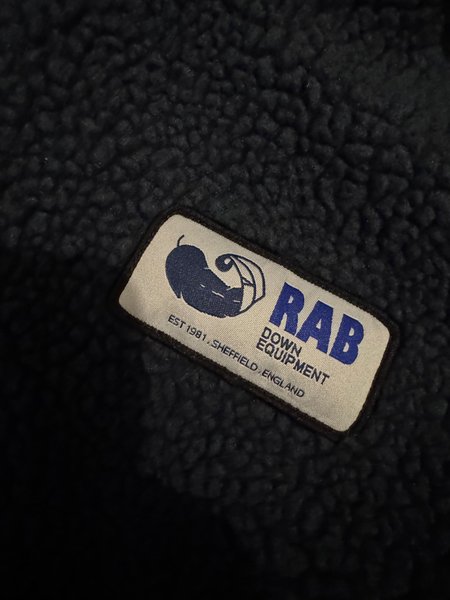 RAB
DOWN
EQUIPMENT
EST 1981. SHEFFIELD. ENGLAND